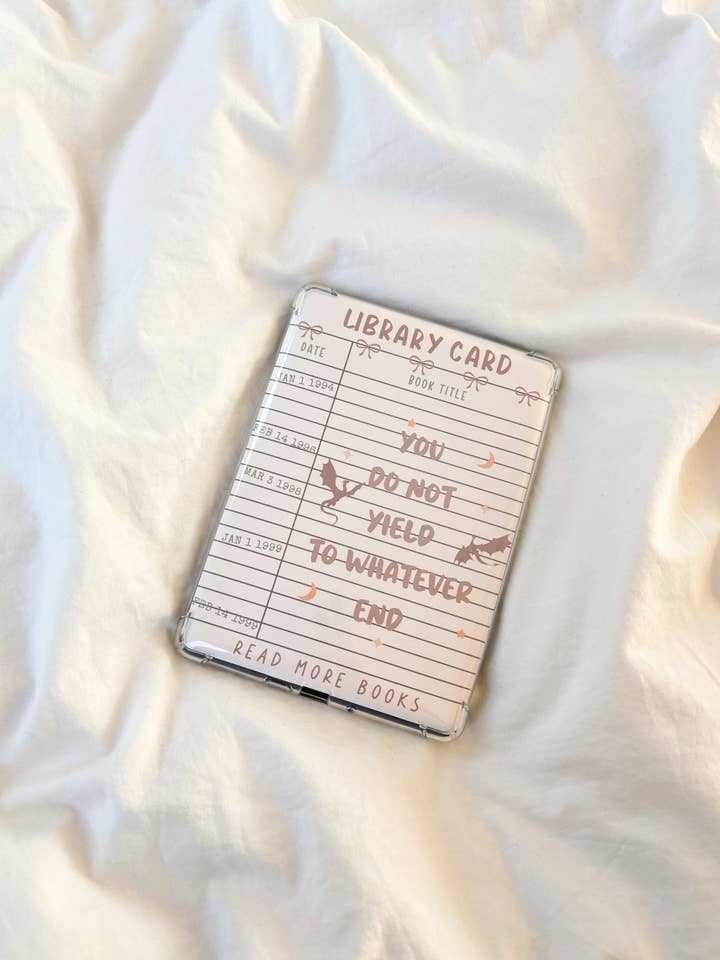 LIBRARY CARD
DATE
BOOK TITLE
JAN 1 1994
FEB 14 1996
MAR 3 1998
JAN 1 1999
FEB 14 1999
YOU
DO NOT
YIELD
TO WHATEVER
END
READ MORE BOOKS